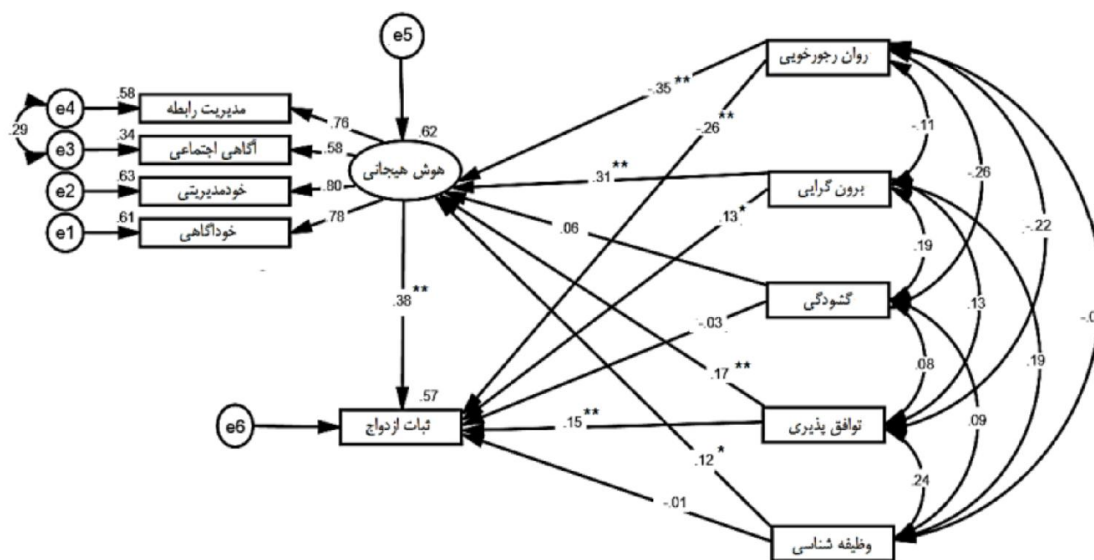 e5
روان رجورخویی
e4
.58
مدیریت رابطه
.76
.62
-.35**
-.26**
-.11
.29
e3
.34
آگاهی اجتماعی
.58
هوش هیجانی
.31**
برون گرایی
-.26
e2
.63
خودمدیریتی
.80
.13*
-.22
e1
.61
خودآگاهی
.78
.06
.19
گشودگی
.13
.38**
-.03
.08
.19
.17**
.57
e6
ثبات ازدواج
.15**
توافق پذیری
.09
.12*
.24
-.01
وظیفه شناسی